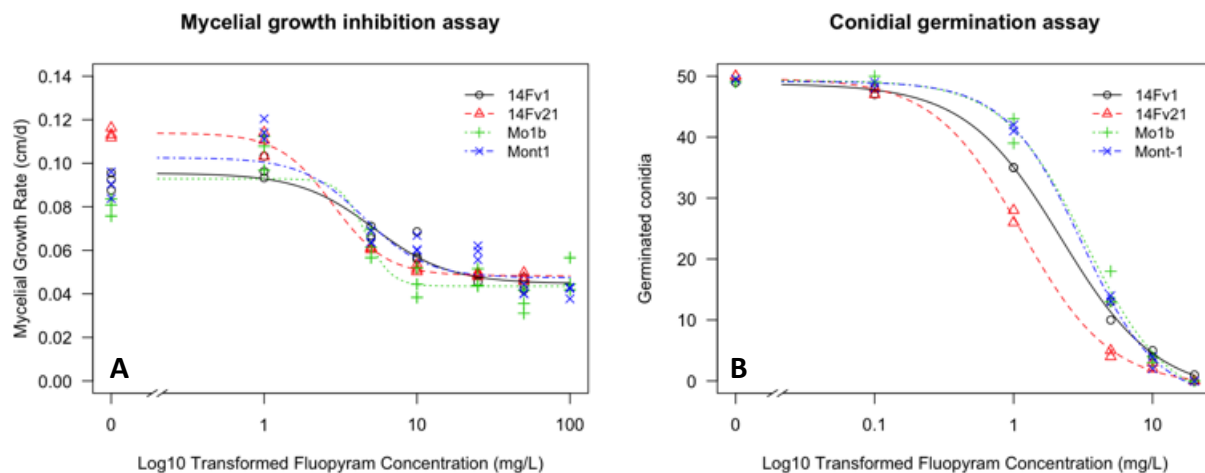 Mycelial growth inhibition assay
Mycelial Growth Rate (cm/d)
0.14
0.12
0.10
0.08
0.06
0.04
0.02
0.00
14Fv1
14Fv21
Mo1b
Mont1
A
0 1 10 100
Log10 Transformed Fluopyram Concentration (mg/L)
Conidial germination assay
Germinated conidia
50
40
30
20
10
0
14Fv1
14Fv21
Mo1b
Mont-1
B
0 0.1 1 10
Log10 Transformed Fluopyram Concentration (mg/L)